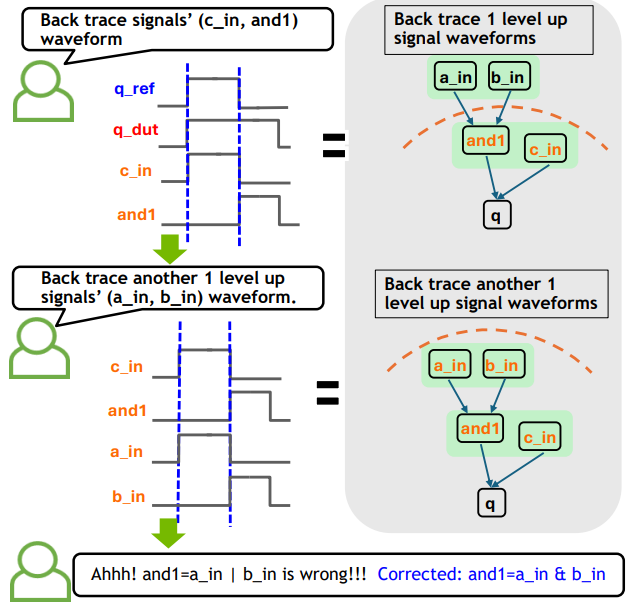 Back trace signals’ (c_in, and1)
waveform
q_ref
q_dut
c_in
and1
=
Back trace 1 level up
signal waveforms
a_in
b_in
and1
c_in
q
Back trace another 1 level up
signals’ (a_in, b_in) waveform.
c_in
and1
a_in
b_in
=
Back trace another 1
level up signal waveforms
a_in
b_in
and1
c_in
q
Ahhh! and1=a_in | b_in is wrong!!! Corrected: and1=a_in & b_in